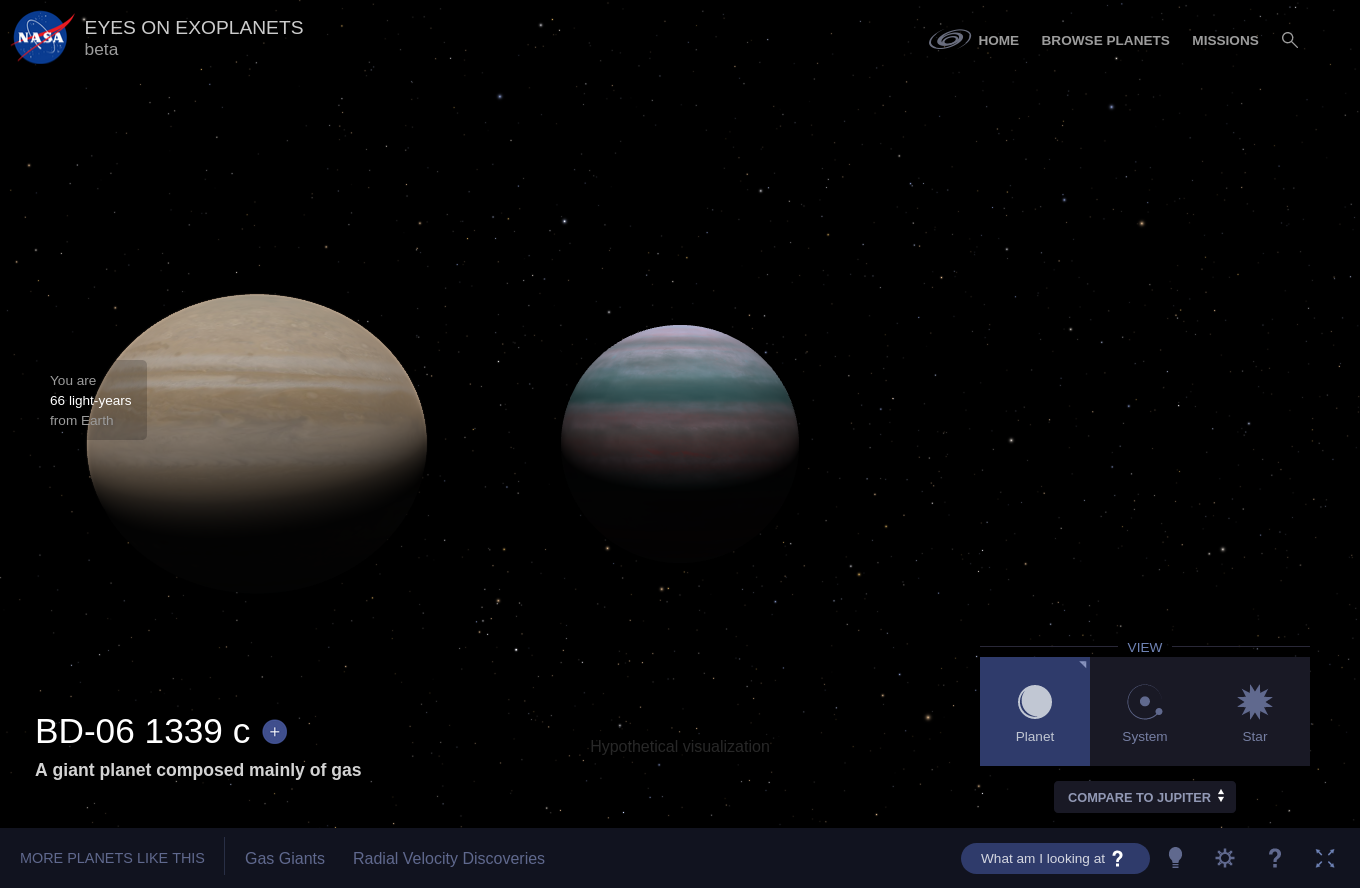 NASA
EYES ON EXOPLANETS
beta
HOME
BROWSE PLANETS
MISSIONS
You are
66 light-years
from Earth
VIEW
Planet
System
Star
BD-06 1339 c +
A giant planet composed mainly of gas
Hypothetical visualization
COMPARE TO JUPITER
MORE PLANETS LIKE THIS
Gas Giants
Radial Velocity Discoveries
What am I looking at ?
?